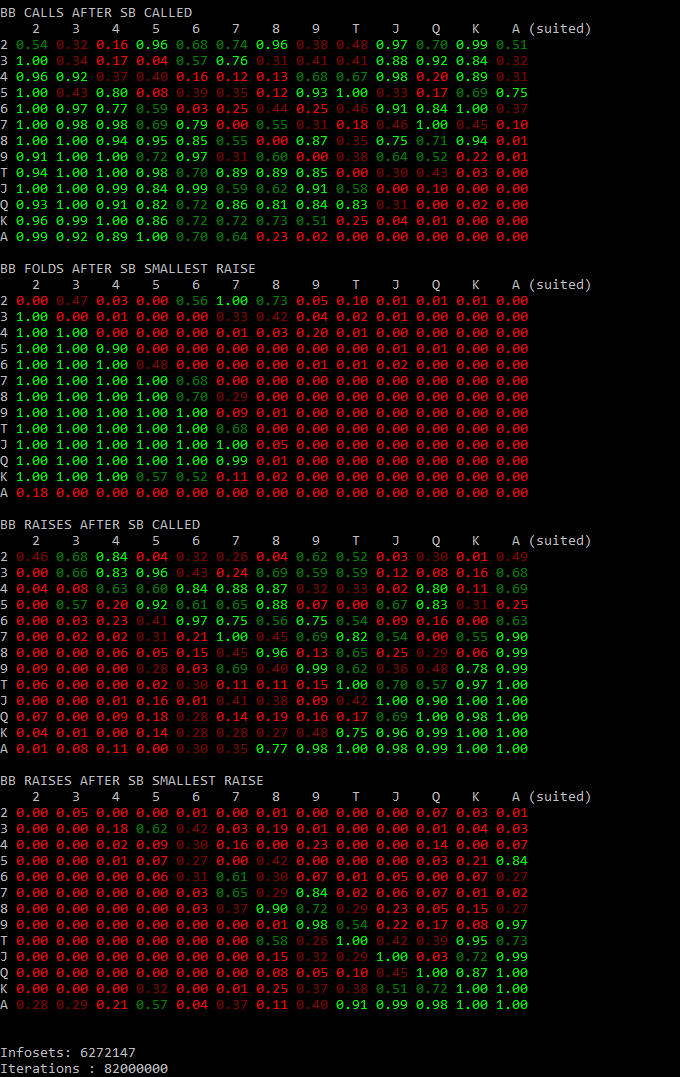 BB CALLS AFTER SB CALLED
2 3 4 5 6 7 8 9 T J Q K A (suited)
2 0.54 0.32 0.16 0.96 0.68 0.74 0.96 0.38 0.48 0.97 0.70 0.99 0.51
3 1.00 0.34 0.17 0.04 0.57 0.76 0.31 0.41 0.41 0.88 0.92 0.84 0.32
4 0.96 0.92 0.37 0.40 0.16 0.12 0.13 0.68 0.67 0.98 0.20 0.89 0.31
5 1.00 0.43 0.80 0.08 0.39 0.35 0.12 0.93 1.00 0.33 0.17 0.69 0.75
6 1.00 0.97 0.77 0.59 0.03 0.25 0.44 0.25 0.46 0.91 0.84 1.00 0.37
7 1.00 0.98 0.98 0.69 0.79 0.00 0.55 0.31 0.18 0.46 1.00 0.45 0.10
8 1.00 1.00 0.94 0.95 0.85 0.55 0.00 0.87 0.35 0.75 0.71 0.94 0.01
9 0.91 1.00 1.00 0.72 0.97 0.31 0.60 0.00 0.38 0.64 0.52 0.22 0.01
T 0.94 1.00 1.00 0.98 0.70 0.89 0.89 0.85 0.00 0.30 0.43 0.03 0.00
J 1.00 1.00 0.99 0.84 0.99 0.59 0.62 0.91 0.58 0.00 0.10 0.00 0.00
Q 0.93 1.00 0.91 0.82 0.72 0.86 0.81 0.84 0.83 0.31 0.00 0.02 0.00
K 0.96 0.99 1.00 0.86 0.72 0.72 0.73 0.51 0.25 0.04 0.01 0.00 0.00
A 0.99 0.92 0.89 1.00 0.70 0.64 0.23 0.02 0.00 0.00 0.00 0.00 0.00
BB FOLDS AFTER SB SMALLEST RAISE
2 3 4 5 6 7 8 9 T J Q K A (suited)
2 0.00 0.47 0.03 0.00 0.56 1.00 0.73 0.05 0.10 0.01 0.01 0.01 0.00
3 1.00 0.00 0.01 0.00 0.00 0.33 0.42 0.04 0.02 0.01 0.00 0.00 0.00
4 1.00 1.00 0.00 0.00 0.00 0.01 0.03 0.20 0.01 0.00 0.00 0.00 0.00
5 1.00 1.00 0.90 0.00 0.00 0.00 0.00 0.00 0.00 0.01 0.01 0.00 0.00
6 1.00 1.00 1.00 0.48 0.00 0.00 0.00 0.01 0.01 0.02 0.00 0.00 0.00
7 1.00 1.00 1.00 1.00 0.68 0.00 0.00 0.00 0.00 0.00 0.00 0.00 0.00
8 1.00 1.00 1.00 1.00 0.70 0.29 0.00 0.00 0.00 0.00 0.00 0.00 0.00
9 1.00 1.00 1.00 1.00 1.00 0.09 0.01 0.00 0.00 0.00 0.00 0.00 0.00
T 1.00 1.00 1.00 1.00 1.00 0.68 0.00 0.00 0.00 0.00 0.00 0.00 0.00
J 1.00 1.00 1.00 1.00 1.00 1.00 0.05 0.00 0.00 0.00 0.00 0.00 0.00
Q 1.00 1.00 1.00 1.00 1.00 0.99 0.01 0.00 0.00 0.00 0.00 0.00 0.00
K 1.00 1.00 1.00 0.57 0.52 0.11 0.02 0.00 0.00 0.00 0.00 0.00 0.00
A 0.18 0.00 0.00 0.00 0.00 0.00 0.00 0.00 0.00 0.00 0.00 0.00 0.00
BB RAISES AFTER SB CALLED
2 3 4 5 6 7 8 9 T J Q K A (suited)
2 0.46 0.68 0.84 0.04 0.32 0.26 0.04 0.62 0.52 0.03 0.30 0.01 0.49
3 0.00 0.66 0.83 0.96 0.43 0.24 0.69 0.59 0.59 0.12 0.08 0.16 0.68
4 0.04 0.08 0.63 0.60 0.84 0.88 0.87 0.32 0.33 0.02 0.80 0.11 0.69
5 0.00 0.57 0.20 0.92 0.61 0.65 0.88 0.07 0.00 0.67 0.83 0.31 0.25
6 0.00 0.03 0.23 0.41 0.97 0.75 0.56 0.75 0.54 0.09 0.16 0.00 0.63
7 0.00 0.02 0.02 0.31 0.21 1.00 0.45 0.69 0.82 0.54 0.00 0.55 0.90
8 0.00 0.00 0.06 0.05 0.15 0.45 0.96 0.13 0.65 0.25 0.29 0.06 0.99
9 0.09 0.00 0.00 0.28 0.03 0.69 0.40 0.99 0.62 0.36 0.48 0.78 0.99
T 0.06 0.00 0.00 0.02 0.30 0.11 0.11 0.15 1.00 0.70 0.57 0.97 1.00
J 0.00 0.00 0.01 0.16 0.01 0.41 0.38 0.09 0.42 1.00 0.90 1.00 1.00
Q 0.07 0.00 0.09 0.18 0.28 0.14 0.19 0.16 0.17 0.69 1.00 0.98 1.00
K 0.04 0.01 0.00 0.14 0.28 0.28 0.27 0.48 0.75 0.96 0.99 1.00 1.00
A 0.01 0.08 0.11 0.00 0.30 0.35 0.77 0.98 1.00 0.98 0.99 1.00 1.00
BB RAISES AFTER SB SMALLEST RAISE
2 3 4 5 6 7 8 9 T J Q K A (suited)
2 0.00 0.05 0.00 0.00 0.01 0.00 0.01 0.00 0.00 0.00 0.07 0.03 0.01
3 0.00 0.00 0.18 0.62 0.42 0.03 0.19 0.01 0.00 0.00 0.01 0.04 0.03
4 0.00 0.00 0.02 0.09 0.30 0.16 0.00 0.23 0.00 0.00 0.14 0.00 0.07
5 0.00 0.00 0.01 0.07 0.27 0.00 0.42 0.00 0.00 0.00 0.03 0.21 0.84
6 0.00 0.00 0.00 0.06 0.31 0.61 0.30 0.07 0.01 0.05 0.00 0.07 0.27
7 0.00 0.00 0.00 0.00 0.03 0.65 0.29 0.84 0.02 0.06 0.07 0.01 0.02
8 0.00 0.00 0.00 0.00 0.03 0.37 0.90 0.72 0.29 0.23 0.05 0.15 0.27
9 0.00 0.00 0.00 0.00 0.00 0.00 0.01 0.98 0.54 0.22 0.17 0.08 0.97
T 0.00 0.00 0.00 0.00 0.00 0.00 0.58 0.26 1.00 0.42 0.39 0.95 0.73
J 0.00 0.00 0.00 0.00 0.00 0.00 0.15 0.32 0.29 1.00 0.03 0.72 0.99
Q 0.00 0.00 0.00 0.00 0.00 0.00 0.08 0.05 0.10 0.45 1.00 0.87 1.00
K 0.00 0.00 0.00 0.32 0.00 0.01 0.25 0.37 0.38 0.51 0.72 1.00 1.00
A 0.28 0.29 0.21 0.57 0.04 0.37 0.11 0.40 0.91 0.99 0.98 1.00 1.00
Infosets: 6272147
Iterations : 82000000